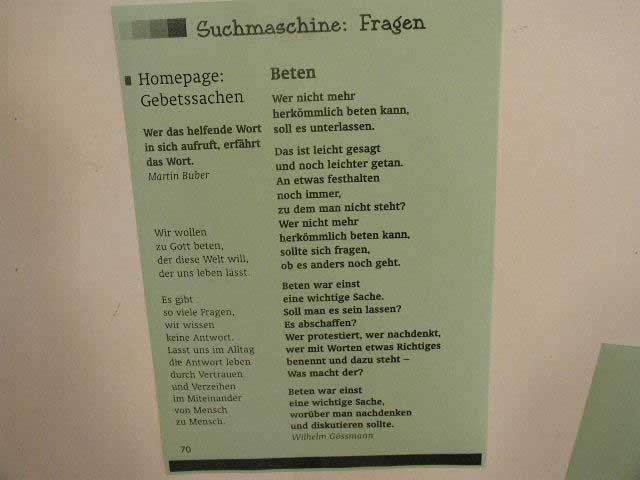 Suchmaschine: Fragen
Homepage:
Gebetssachen
Wer das helfende Wort
in sich aufruft, erfährt
das Wort.
Martin Buber
Wir wollen
zu Gott beten,
der diese Welt will,
der uns leben lässt.
Es gibt
so viele Fragen,
wir wissen
keine Antwort.
Lasst uns im Alltag
die Antwort leben
durch Vertrauen
und Verzeihen
im Miteinander
von Mensch
zu Mensch.
Beten
Wer nicht mehr
herkömmlich beten kann,
soll es unterlassen.
Das ist leicht gesagt
und noch leichter getan.
An etwas festhalten
noch immer,
zu dem man nicht steht?
Wer nicht mehr
herkömmlich beten kann,
sollte sich fragen,
ob es anders noch geht.
Beten war einst
eine wichtige Sache.
Soll man es sein lassen?
Es abschaffen?
Wer protestiert, wer nachdenkt,
wer mit Worten etwas Richtiges
benennt und dazu steht –
Was macht der?
Beten war einst
eine wichtige Sache,
worüber man nachdenken
und diskutieren sollte.
Wilhelm Gössmann
70